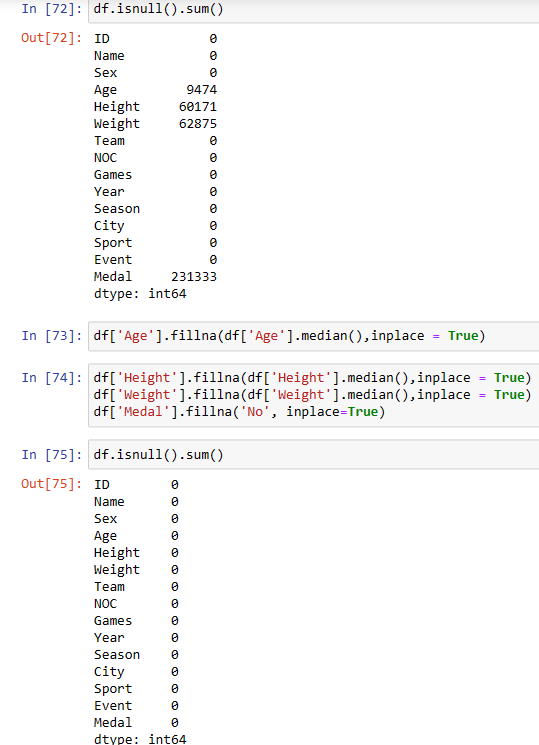 In [72]: df.isnull().sum()
Out[72]: ID 0
Name 0
Sex 0
Age 9474
Height 60171
Weight 62875
Team 0
NOC 0
Games 0
Year 0
Season 0
City 0
Sport 0
Event 0
Medal 231333
dtype: int64
In [73]: df['Age'].fillna(df['Age'].median(),inplace = True)
In [74]: df['Height'].fillna(df['Height'].median(),inplace = True)
df['Weight'].fillna(df['Weight'].median(),inplace = True)
df['Medal'].fillna('No', inplace=True)
In [75]: df.isnull().sum()
Out[75]: ID 0
Name 0
Sex 0
Age 0
Height 0
Weight 0
Team 0
NOC 0
Games 0
Year 0
Season 0
City 0
Sport 0
Event 0
Medal 0
dtype: int64